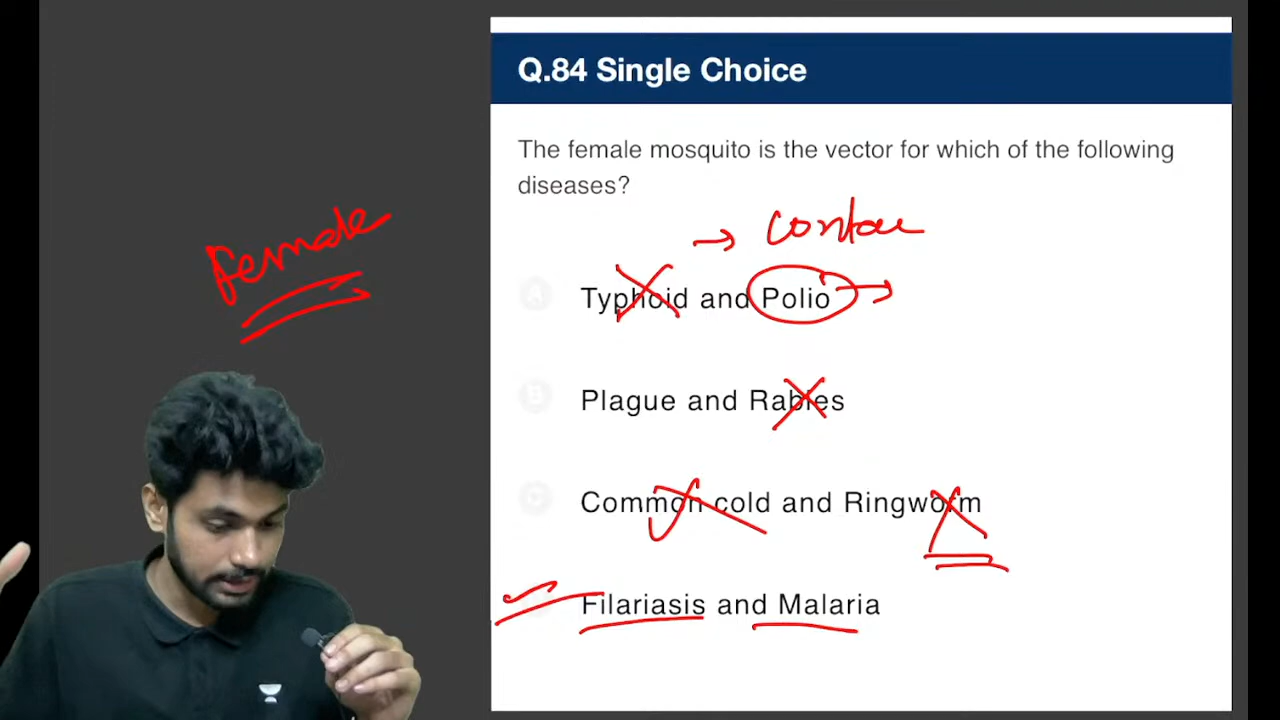 Q.84 Single Choice
The female mosquito is the vector for which of the following
diseases?
Female
Typhoid and Polio
Plague and Rabies
Common cold and Ringworm
Filariasis and Malaria